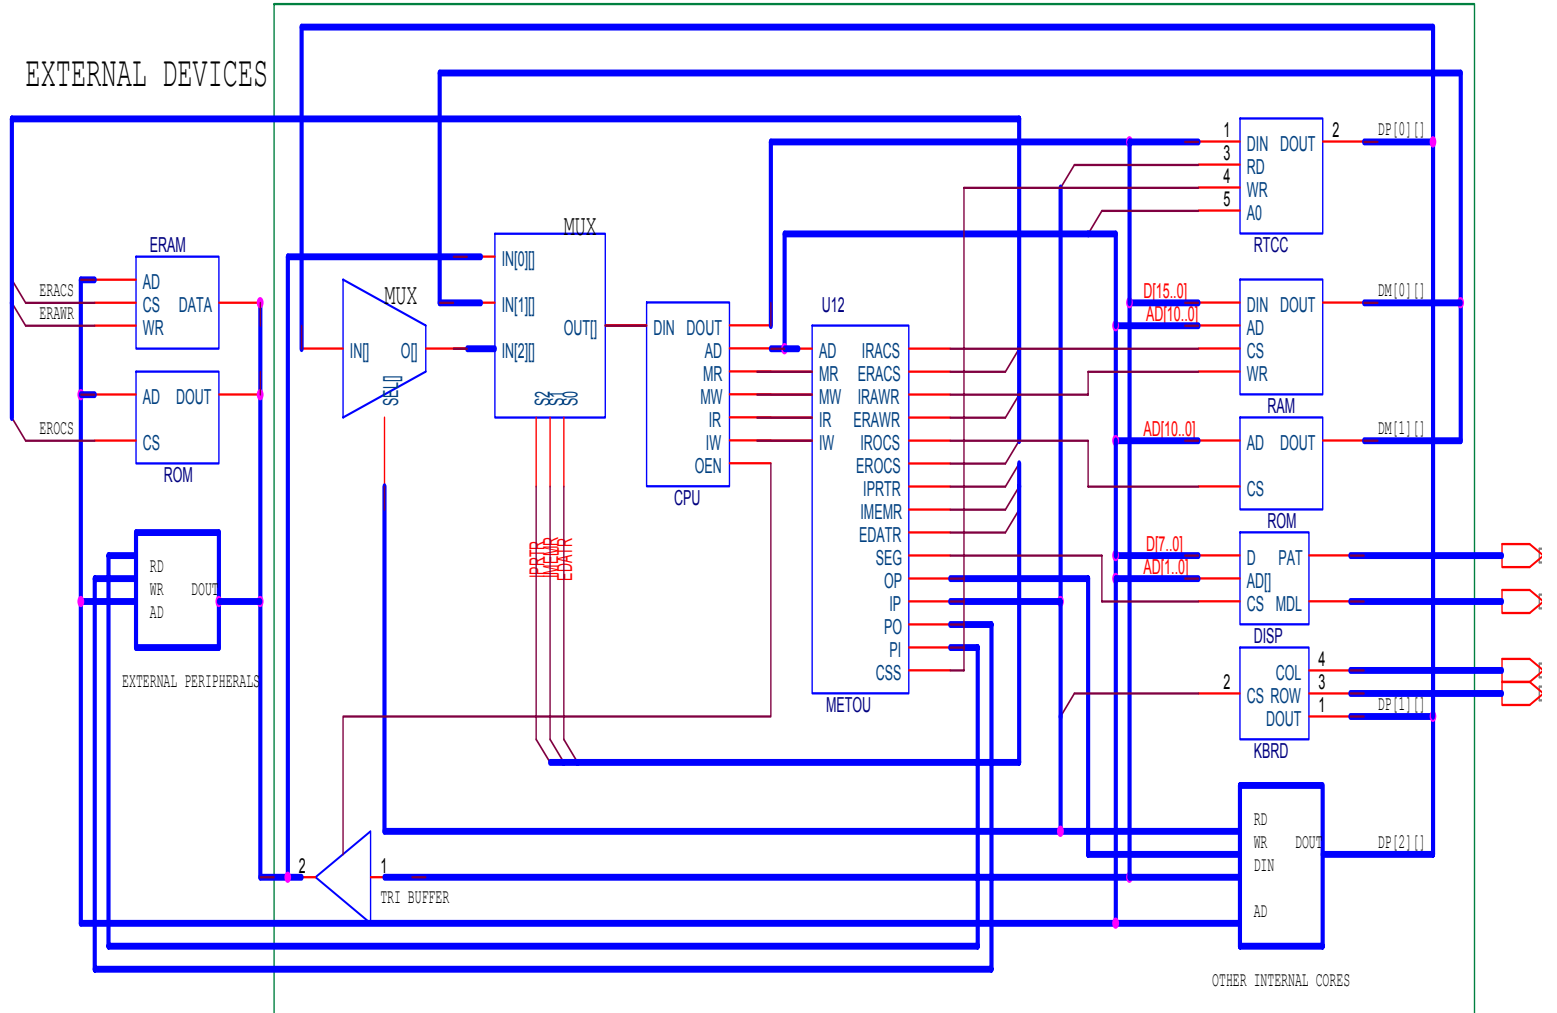 EXTERNAL DEVICES
ERAM
AD
CS DATA
WR
ERACS
ERAWR
AD DOUT
CS
EROCS
ROM
RD
WR DOUT
AD
EXTERNAL PERIPHERALS
MUX
IN[] O[]
SEL[]
MUX
IN[0][]
IN[1][]
OUT[]
IN[2][]
S2 S1 S0
IPRTR
IMEMR
EDATR
DIN DOUT
AD
MR
MW
IR
IW
OEN
CPU
U12
AD IRACS
MR ERACS
MW IRAWR
IR ERAWR
IW IROCS
EROCS
IPRTR
IMEMR
EDATR
SEG
OP
IP
PO
PI
CSS
METOU
2 1
TRI BUFFER
1 DIN DOUT 2 DP[0][]
3 RD
4 WR
5 A0
RTCC
D[15..0] DIN DOUT DM[0][]
AD[10..0] AD
CS
WR
RAM
AD[10..0] AD DOUT DM[1][]
CS
ROM
D[7..0] D PAT
AD[1..0] AD[]
CS MDL
DISP
COL 4
2 CS ROW 3
DOUT 1 DP[1][]
KBRD
RD
WR DOUT DP[2][]
DIN
AD
OTHER INTERNAL CORES